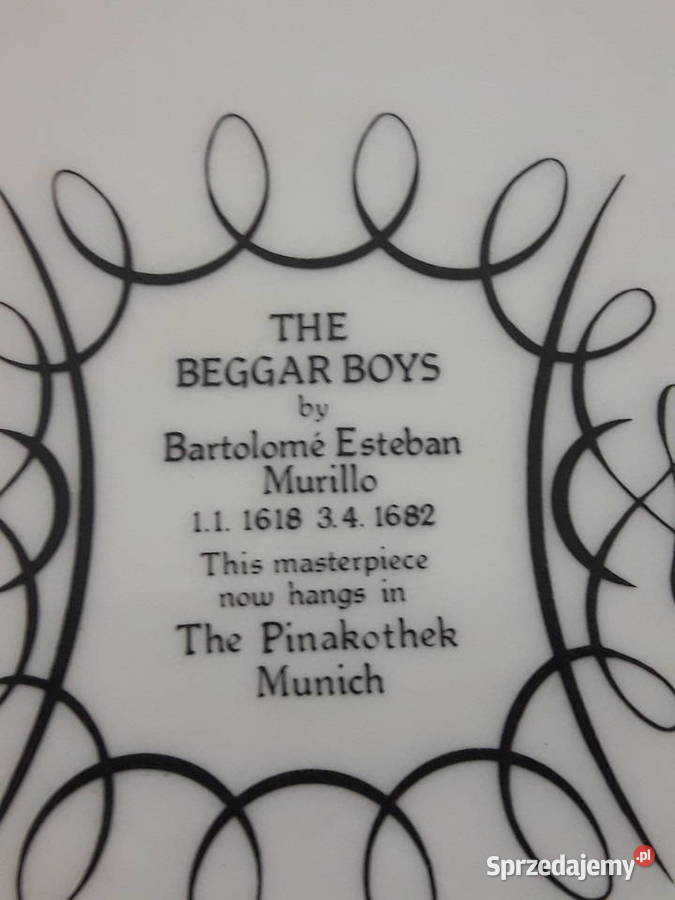 THE
BEGGAR BOYS
by
Bartolomé Esteban
Murillo
1.1. 1618 3.4. 1682
This masterpiece
now hangs in
The Pinakothek
Munich
Sprzedajemy.pl